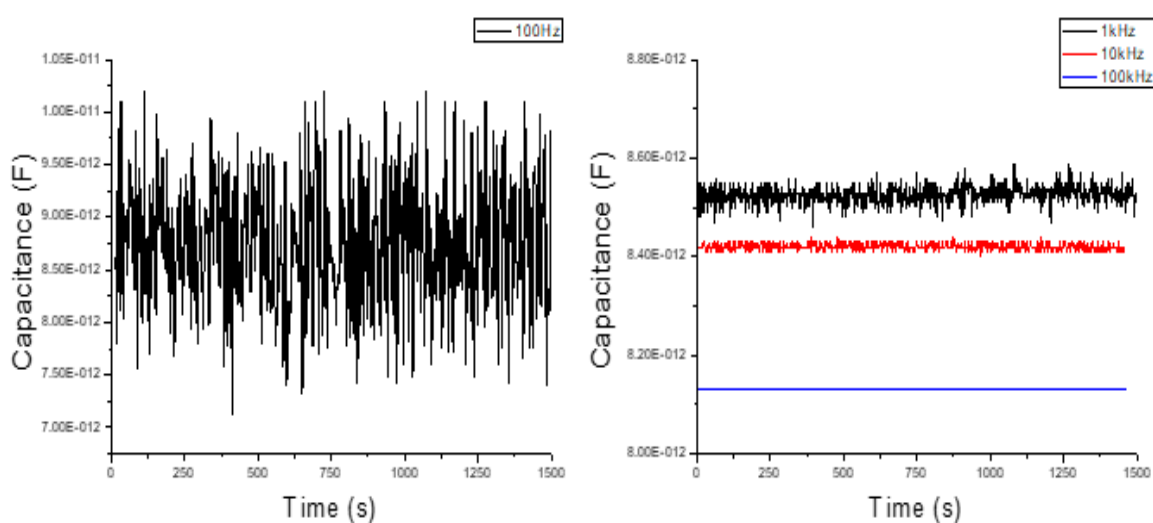 100Hz
1.05E-011
1.00E-011
9.50E-012
9.00E-012
8.50E-012
8.00E-012
7.50E-012
7.00E-012
Capacitance (F)
0 250 500 750 1000 1250 1500
Time (s)
1kHz
10kHz
100kHz
8.80E-012
8.60E-012
8.40E-012
8.20E-012
8.00E-012
Capacitance (F)
0 250 500 750 1000 1250 1500
Time (s)